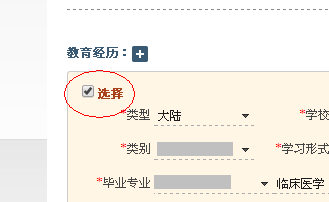 教育经历：
选择
*类型 大陆 *学校
*类别 *学习形式
*毕业专业 临床医学